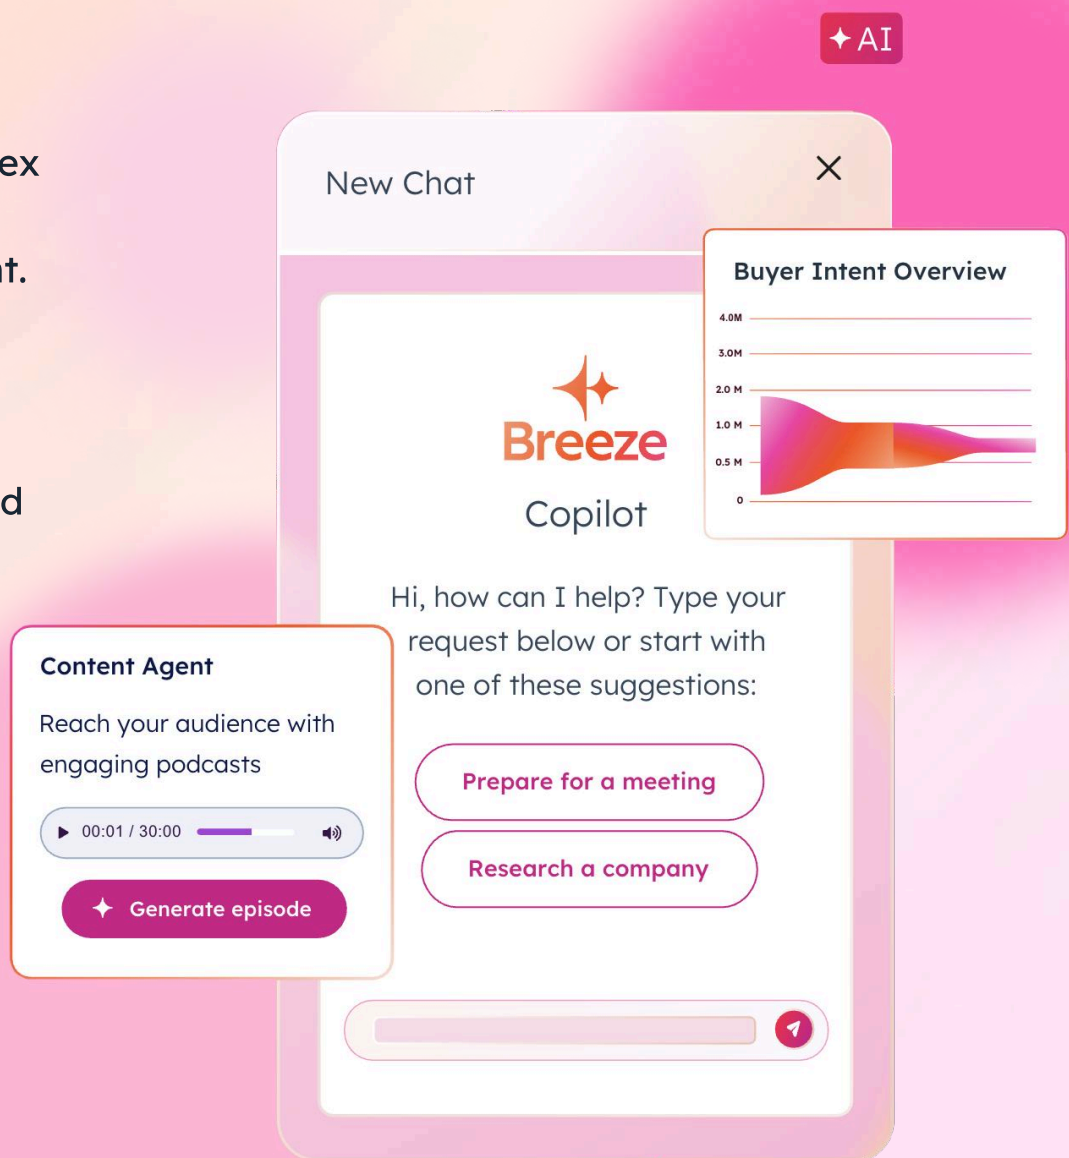 AI
ex
nt.
d
New Chat
Buyer Intent Overview
4.0M
3.0M
2.0 M
1.0 M
0.5 M
0
Breeze
Copilot
Hi, how can I help? Type your
request below or start with
one of these suggestions:
Prepare for a meeting
Research a company
Content Agent
Reach your audience with
engaging podcasts
00:01 / 30:00
Generate episode